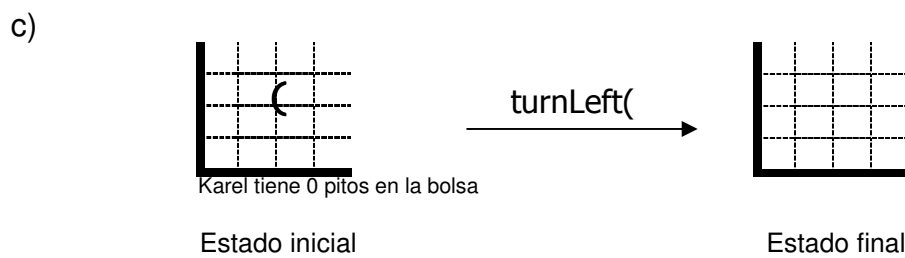 c)
(
turnLeft(
Karel tiene 0 pitos en la bolsa
Estado inicial
Estado final